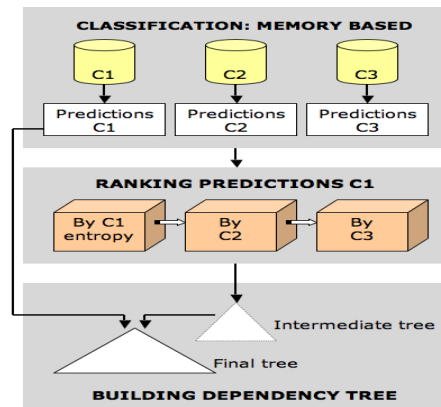 CLASSIFICATION: MEMORY BASED
C1
C2
C3
Predictions
C1
Predictions
C2
Predictions
C3
RANKING PREDICTIONS C1
By C1
entropy
By
C2
By
C3
Intermediate tree
Final tree
BUILDING DEPENDENCY TREE